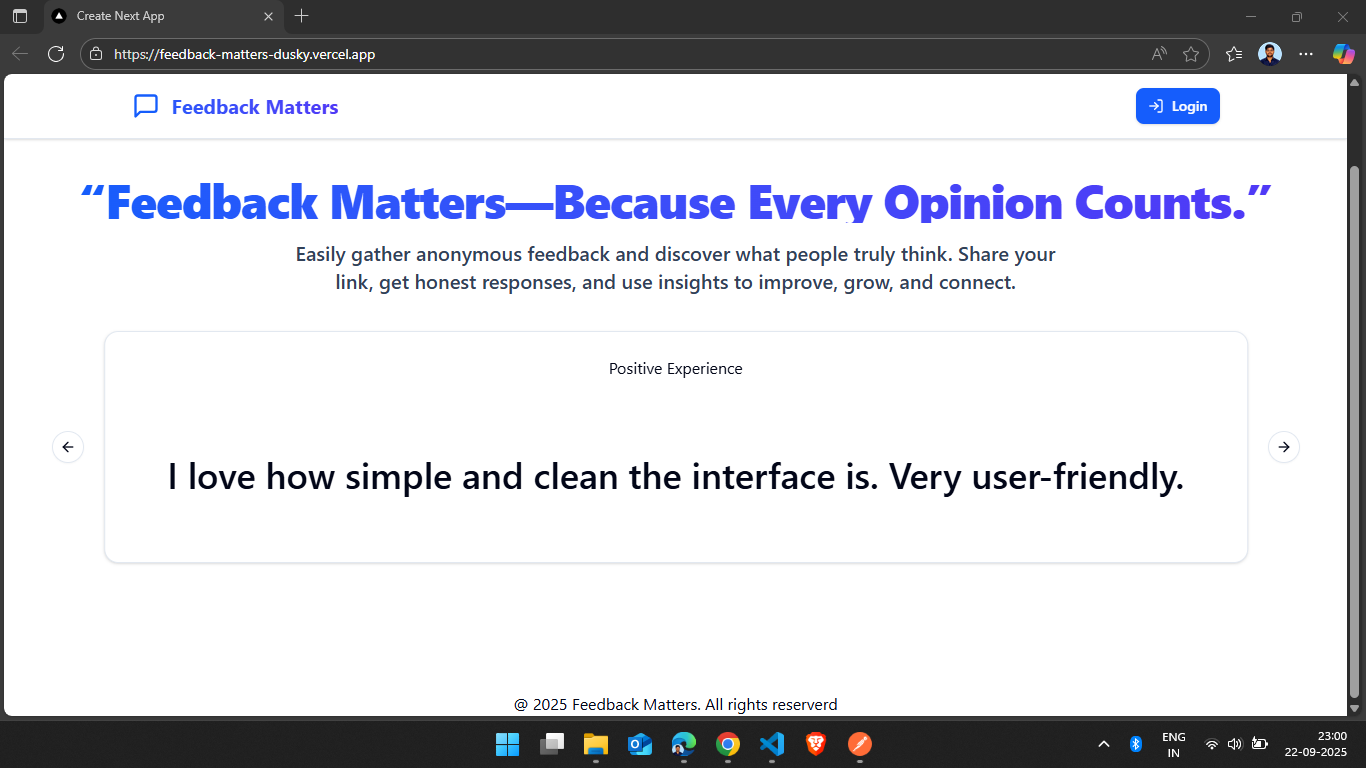 Create Next App
https://feedback-matters-dusky.vercel.app
Feedback Matters
Login
“Feedback Matters—Because Every Opinion Counts.”
Easily gather anonymous feedback and discover what people truly think. Share your
link, get honest responses, and use insights to improve, grow, and connect.
Positive Experience
I love how simple and clean the interface is. Very user-friendly.
@ 2025 Feedback Matters. All rights reserverd
ENG
IN
23:00
22-09-2025